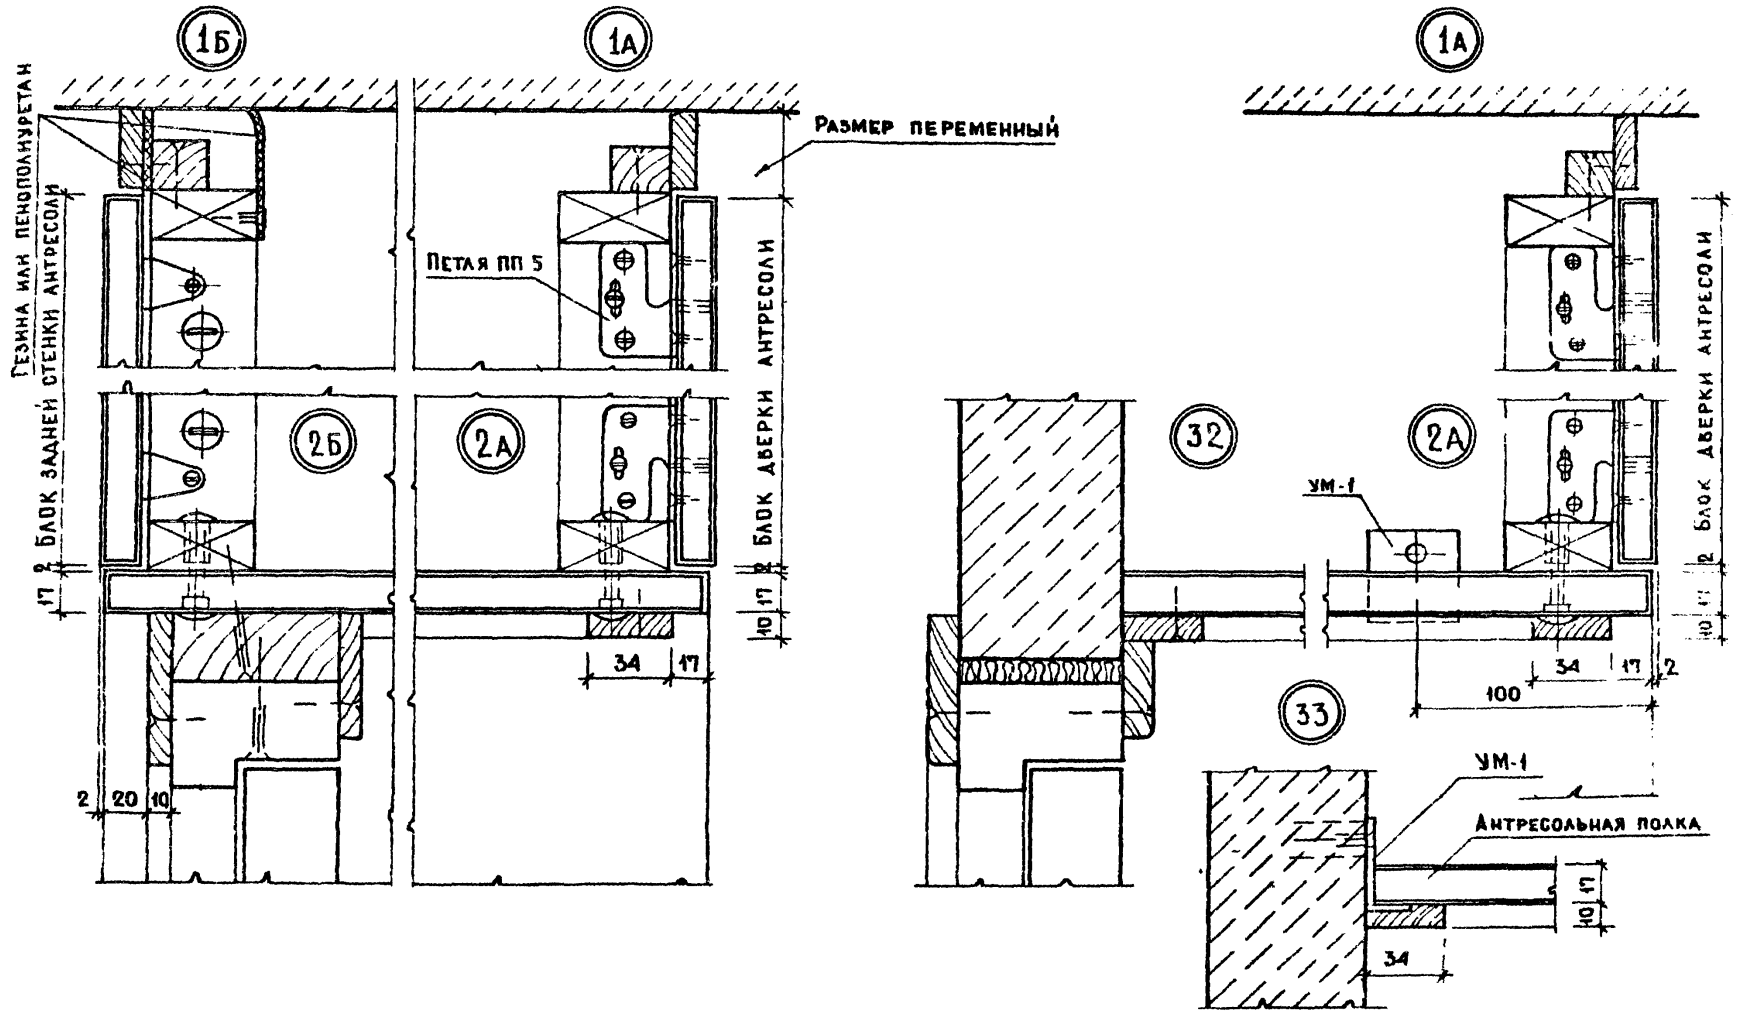 1Б
1А
1А
Резина или пенополиуретан
Размер переменный
Петля ПП 5
2 Блок задней стенки антресоли
17
Блок дверки антресоли
2
17
10
2Б
2А
34
17
2
20
10
32
2А
УМ-1
2 Блок дверки антресоли
17
10
34
17
2
100
33
УМ-1
Антресольная полка
17
10
34